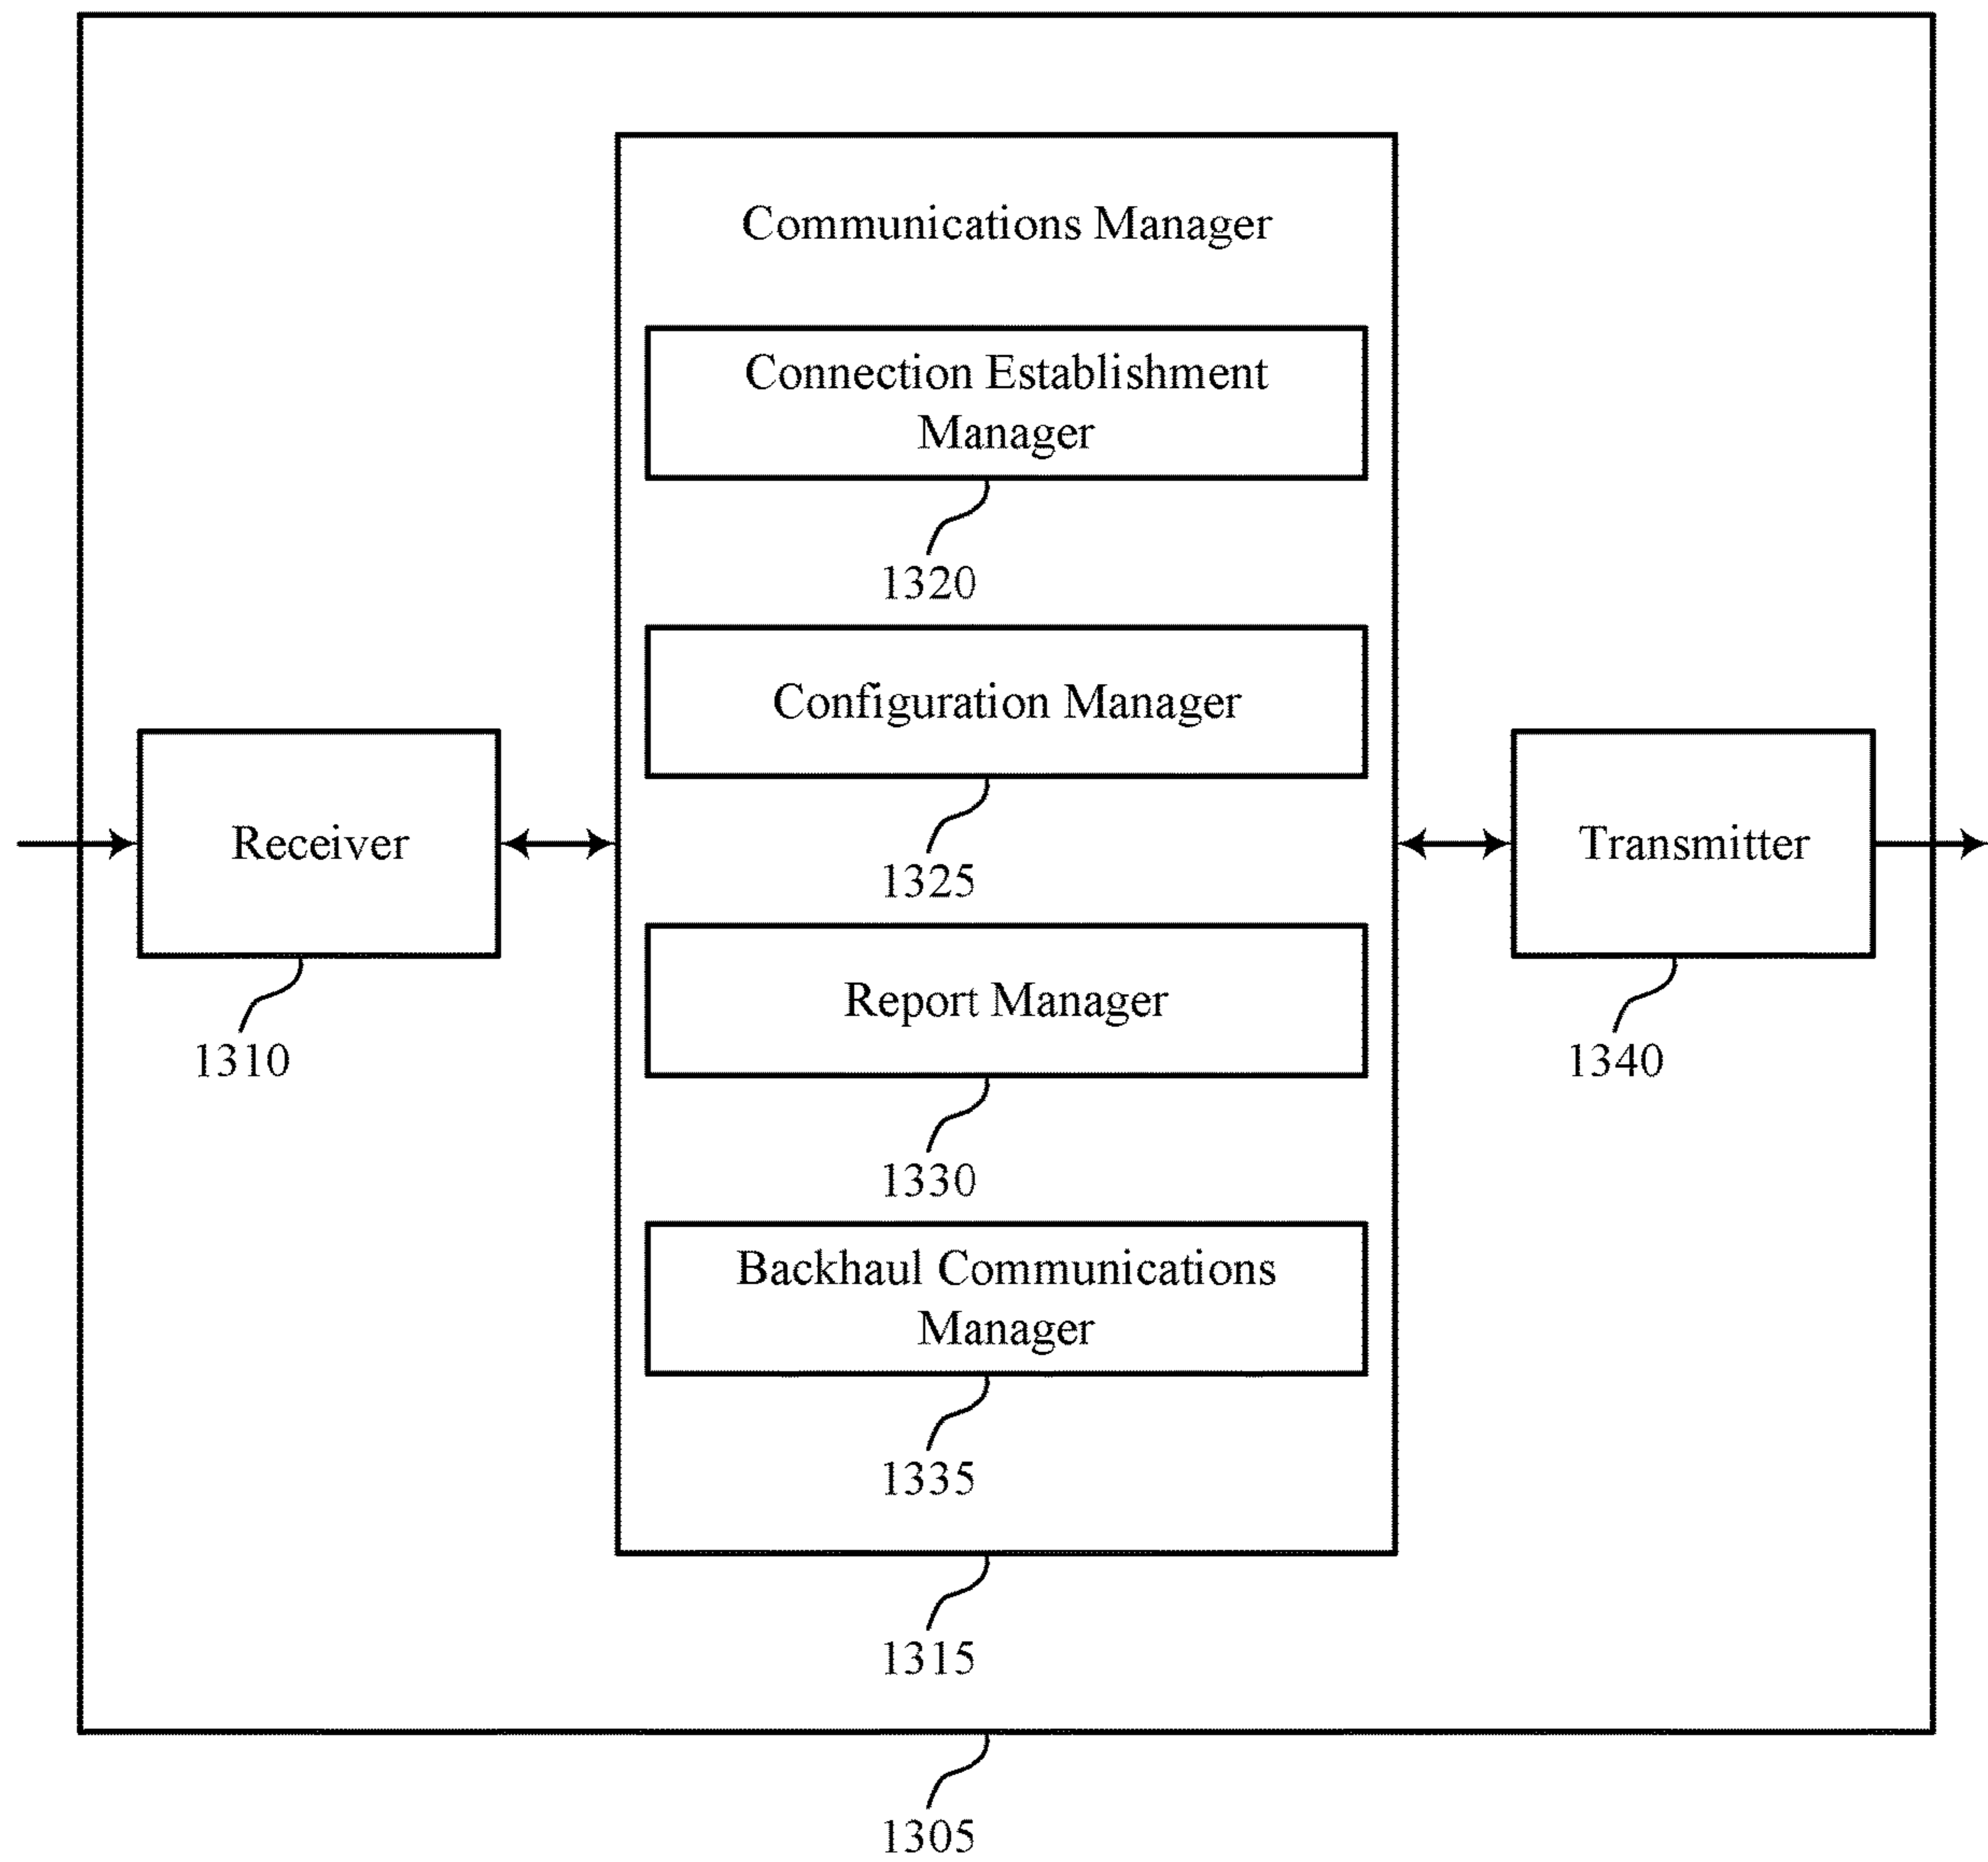 Communications Manager
Connection Establishment
Manager
1320
Configuration Manager
1325
Receiver
1310
Transmitter
1340
Report Manager
1330
Backhaul Communications
Manager
1335
1315
1305